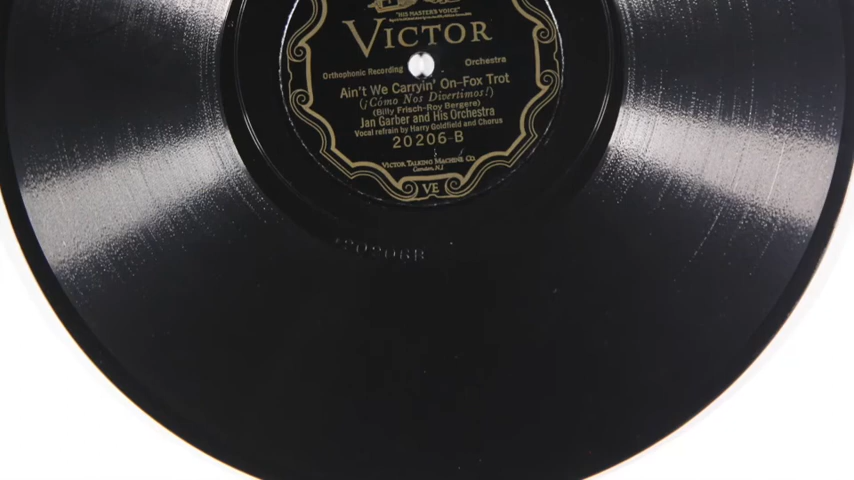 "HIS MASTER'S VOICE"
VICTOR
Orthophonic Recording
Orchestra
Ain't We Carryin' On-Fox Trot
(¡Cómo Nos Divertimos!)
(Billy Frisch-Roy Bergere)
Jan Garber and His Orchestra
Vocal refrain by Harry Goldfield and Chorus
20206-B
VICTOR TALKING MACHINE CO
Camden, N.J.
VE
20206B